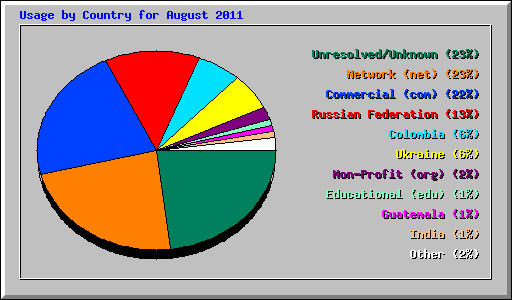 Usage by Country for August 2011
Unresolved/Unknown (23%)
Network (net) (23%)
Commercial (com) (22%)
Russian Federation (13%)
Colombia (6%)
Ukraine (6%)
Non-Profit (org) (2%)
Educational (edu) (1%)
Guatemala (1%)
India (1%)
Other (2%)